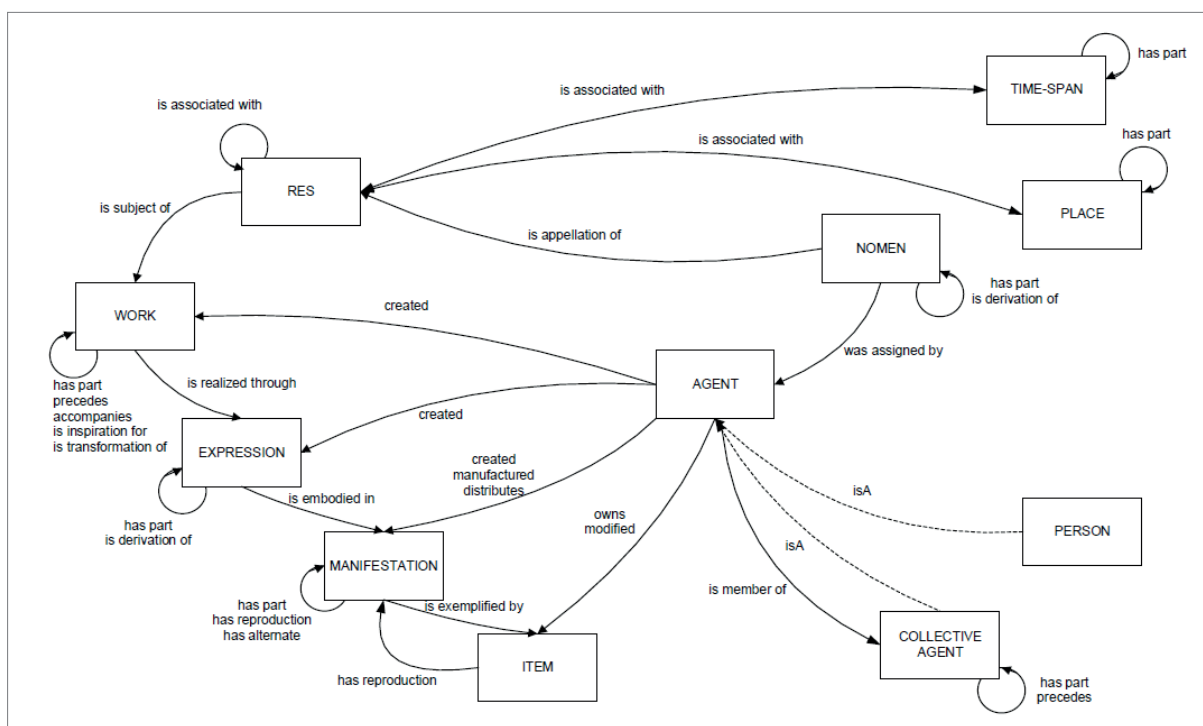 has part
TIME-SPAN
is associated with
is associated with
has part
is associated with
RES
PLACE
is subject of
is appellation of
NOMEN
has part
is derivation of
WORK
created
was assigned by
has part
precedes
accompanies
is inspiration for
is transformation of
is realized through
AGENT
created
EXPRESSION
created
manufactured
distributes
is embodied in
has part
is derivation of
owns
modified
isA
PERSON
isA
MANIFESTATION
is member of
has part
has reproduction
has alternate
is exemplified by
COLLECTIVE
AGENT
ITEM
has reproduction
has part
precedes